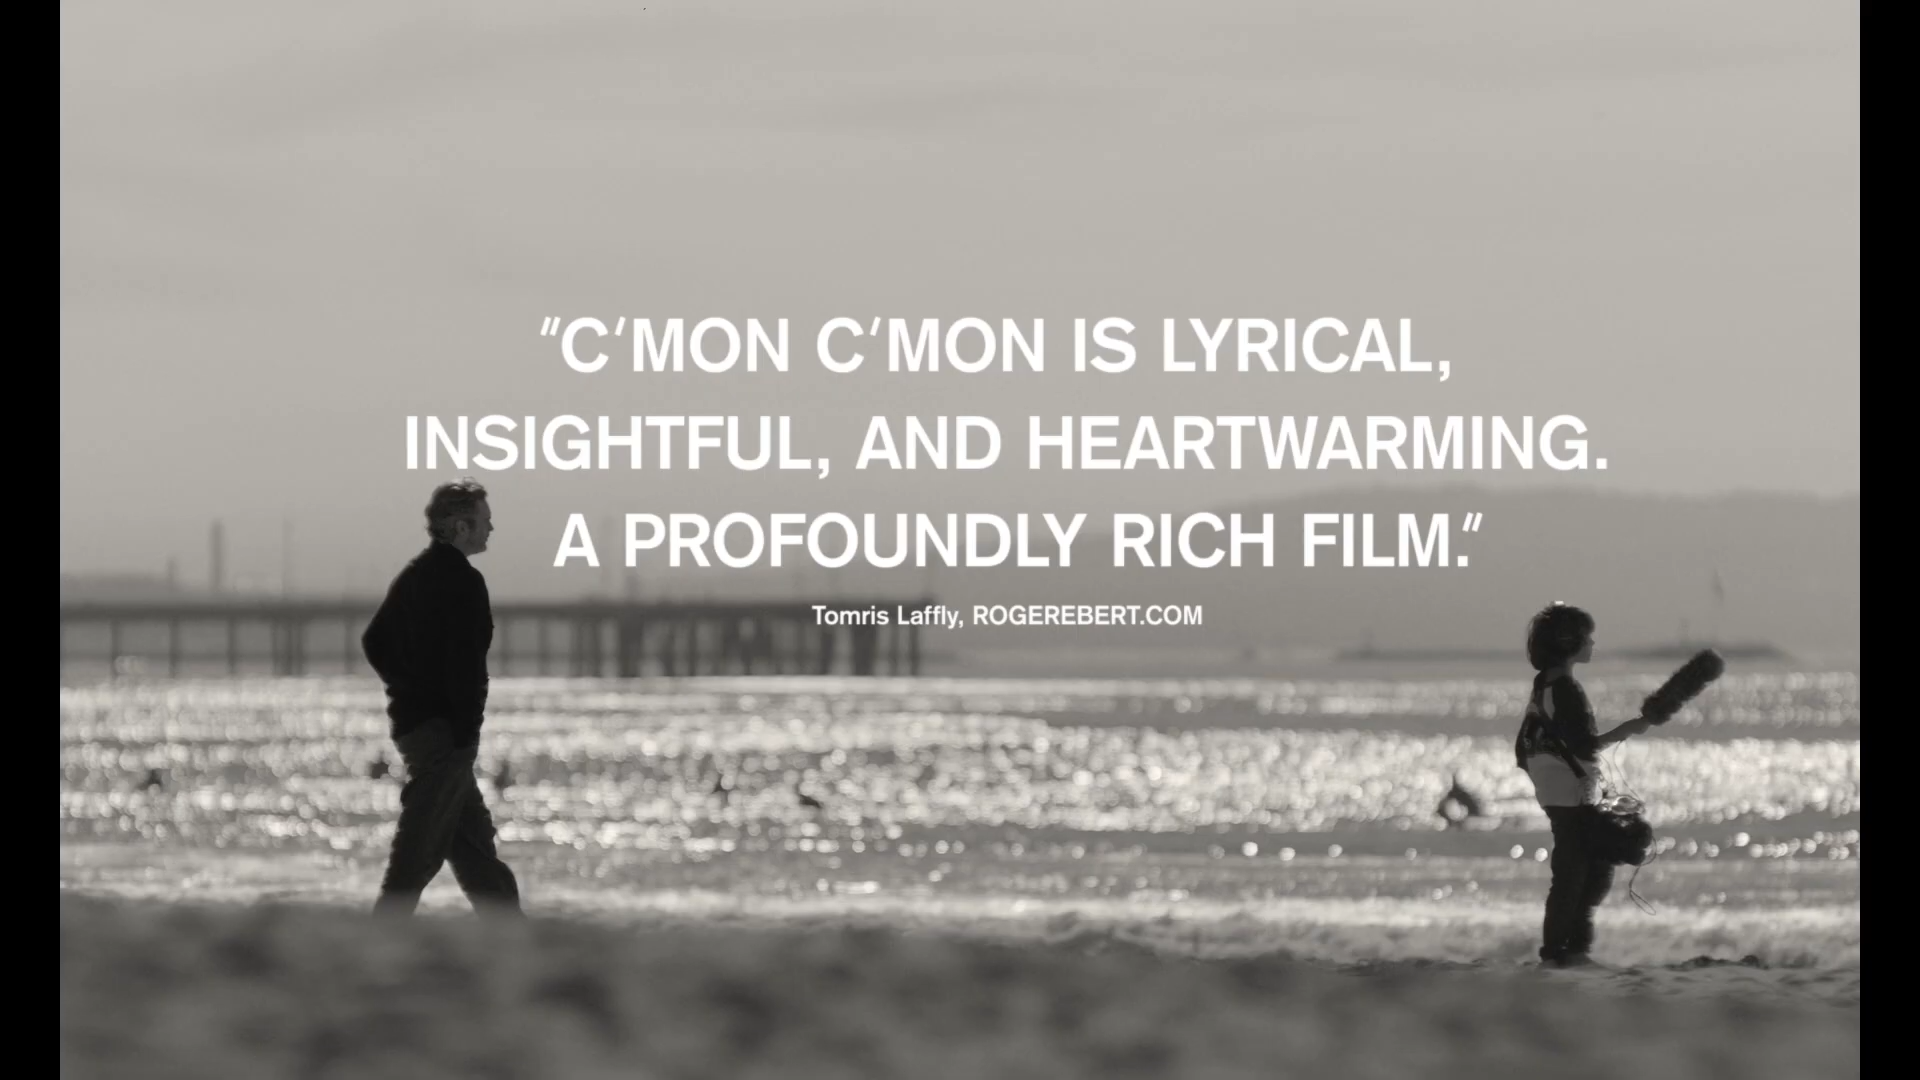 "C'MON C'MON IS LYRICAL,
INSIGHTFUL, AND HEARTWARMING.
A PROFOUNDLY RICH FILM."
Tomris Laffly, ROGEREBERT.COM